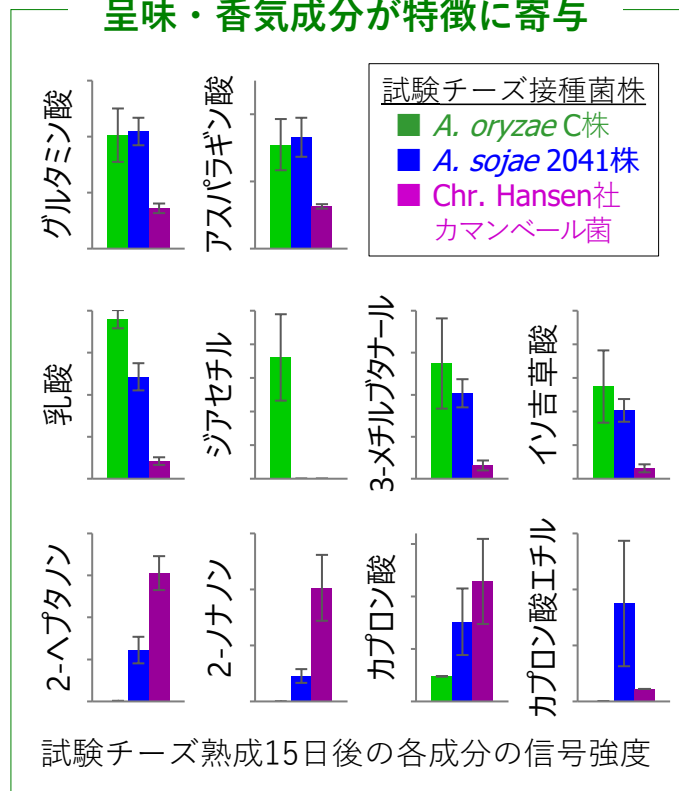 呈味・香気成分が特徴に寄与
グルタミン酸
アスパラギン酸
試験チーズ接種菌株
A. oryzae C株
A. sojae 2041株
Chr. Hansen社
カマンベール菌
乳酸
ジアセチル
3-メチルブタナール
イソ吉草酸
2-ヘプタノン
2-ノナノン
カプロン酸
カプロン酸エチル
試験チーズ熟成15日後の各成分の信号強度